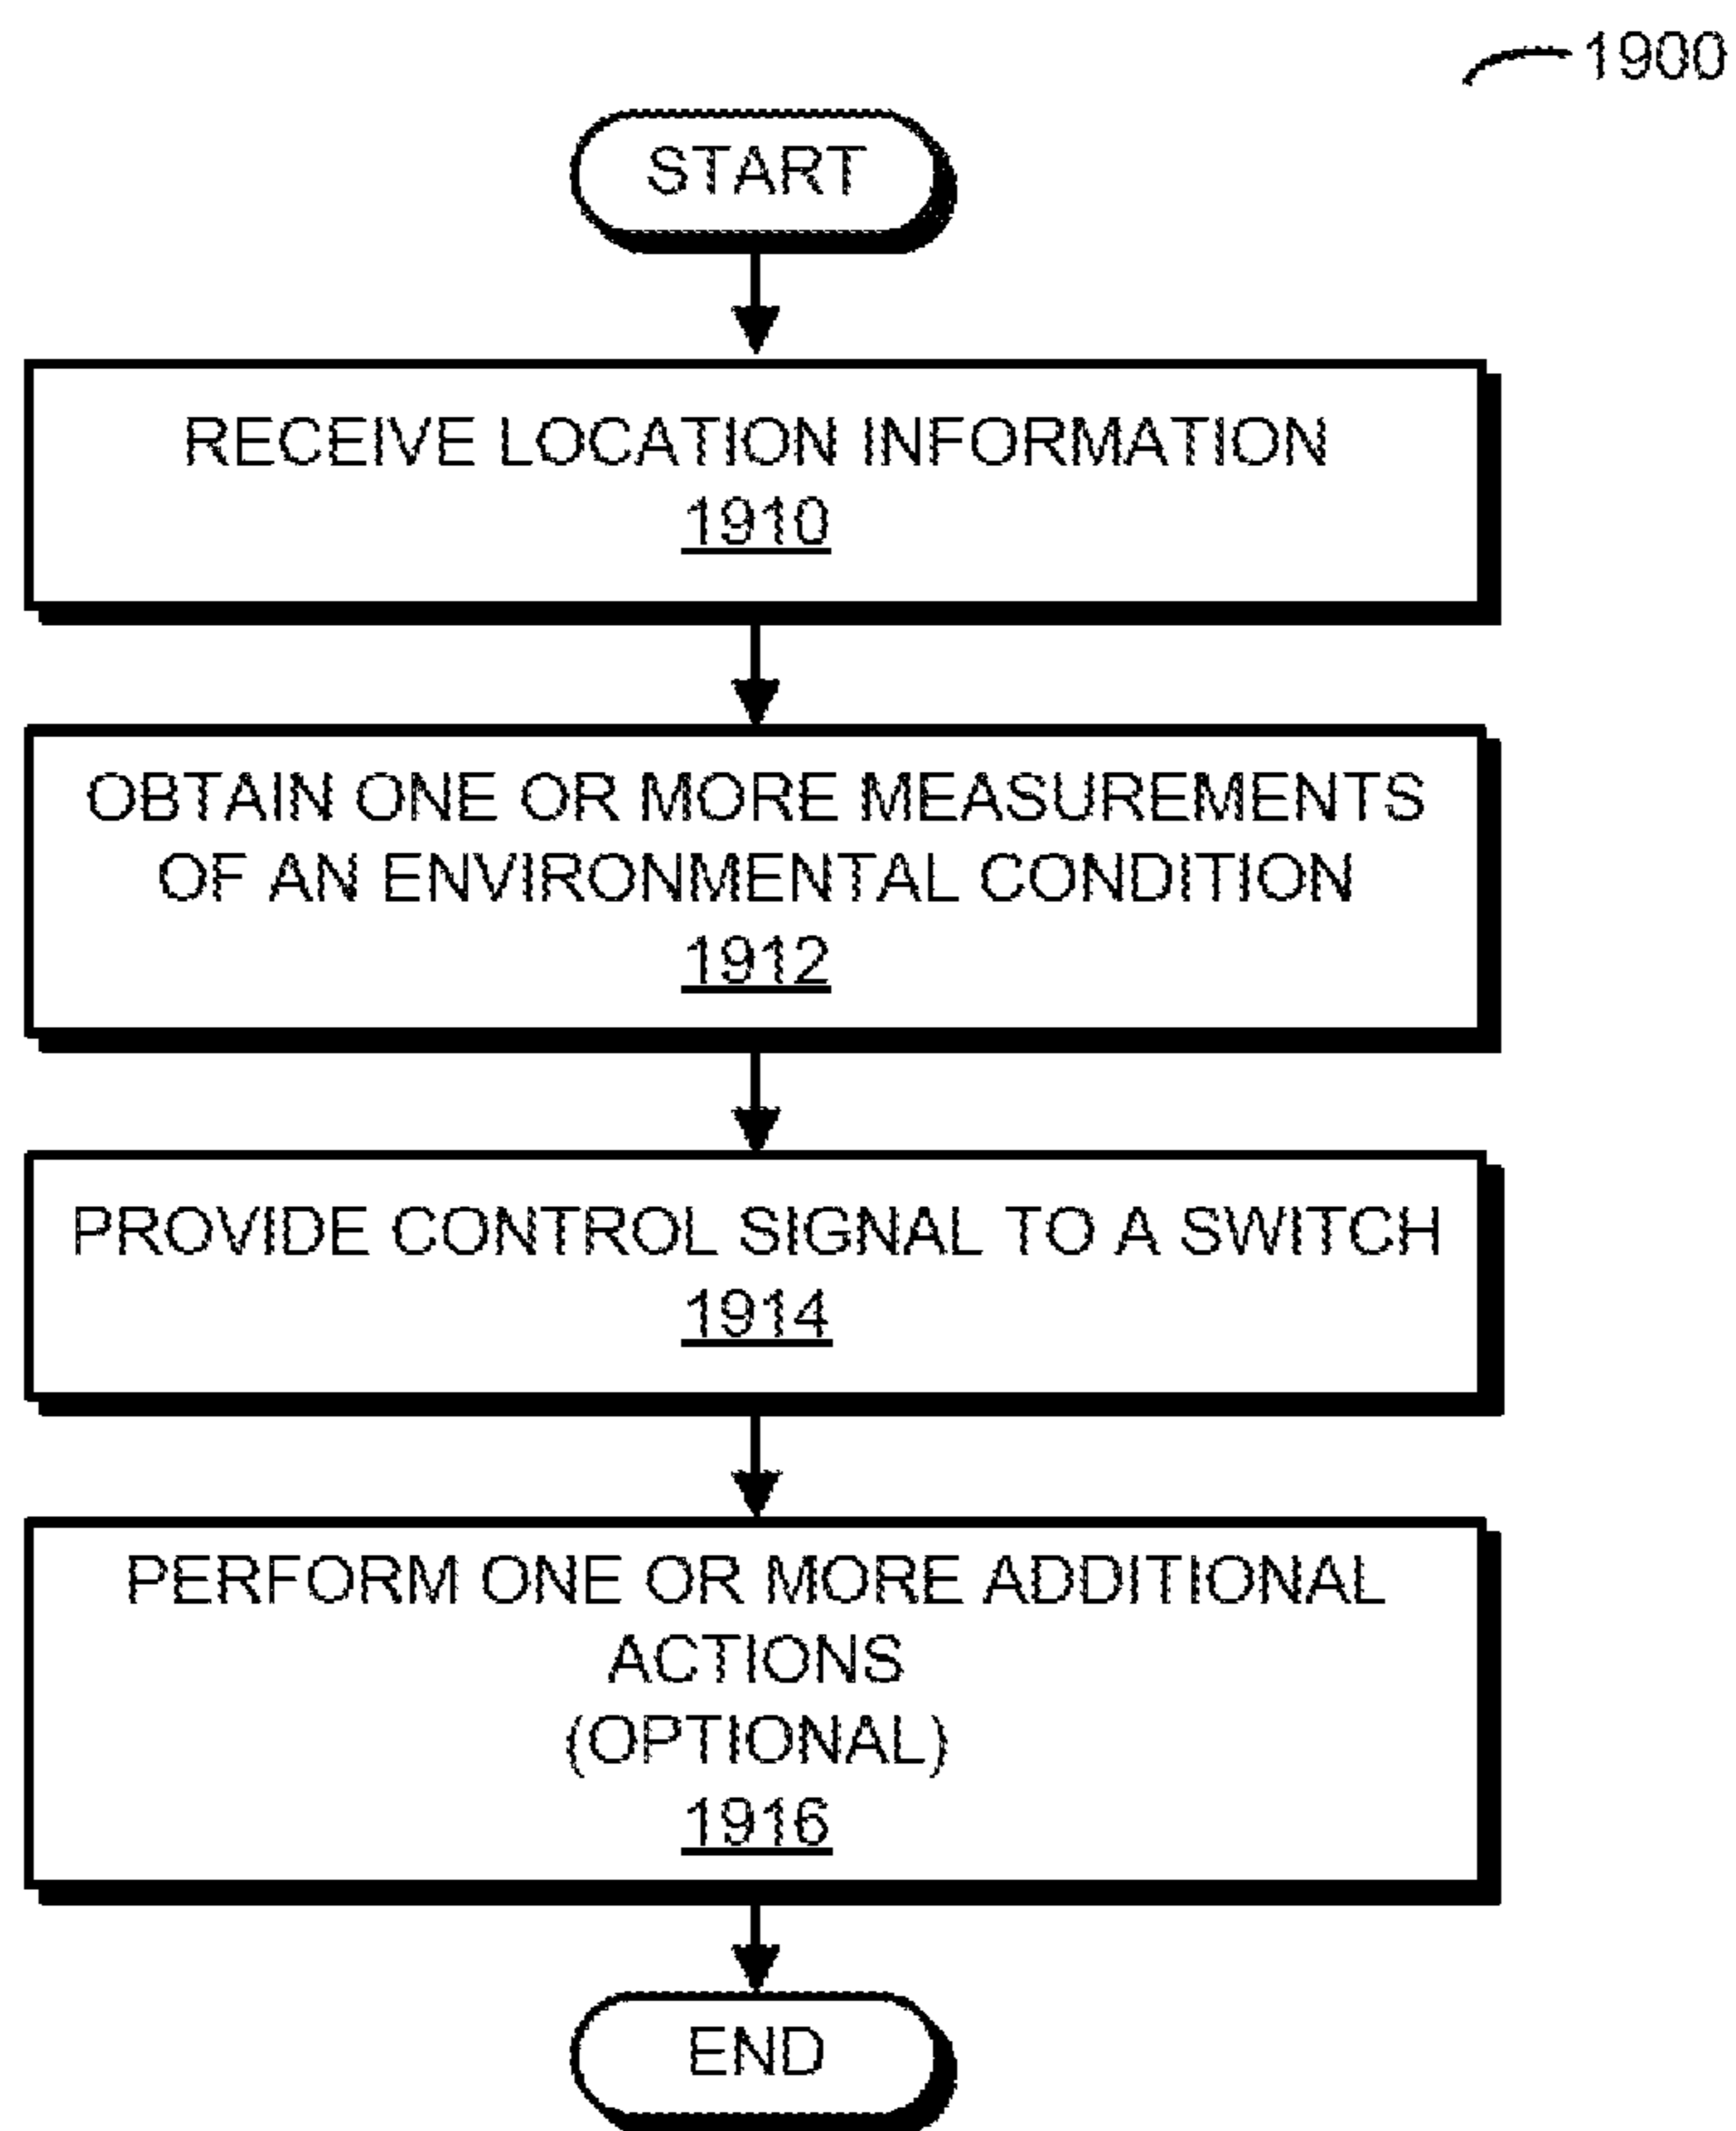 1900
START
RECEIVE LOCATION INFORMATION
1910
OBTAIN ONE OR MORE MEASUREMENTS
OF AN ENVIRONMENTAL CONDITION
1912
PROVIDE CONTROL SIGNAL TO A SWITCH
1914
PERFORM ONE OR MORE ADDITIONAL
ACTIONS
(OPTIONAL)
1916
END